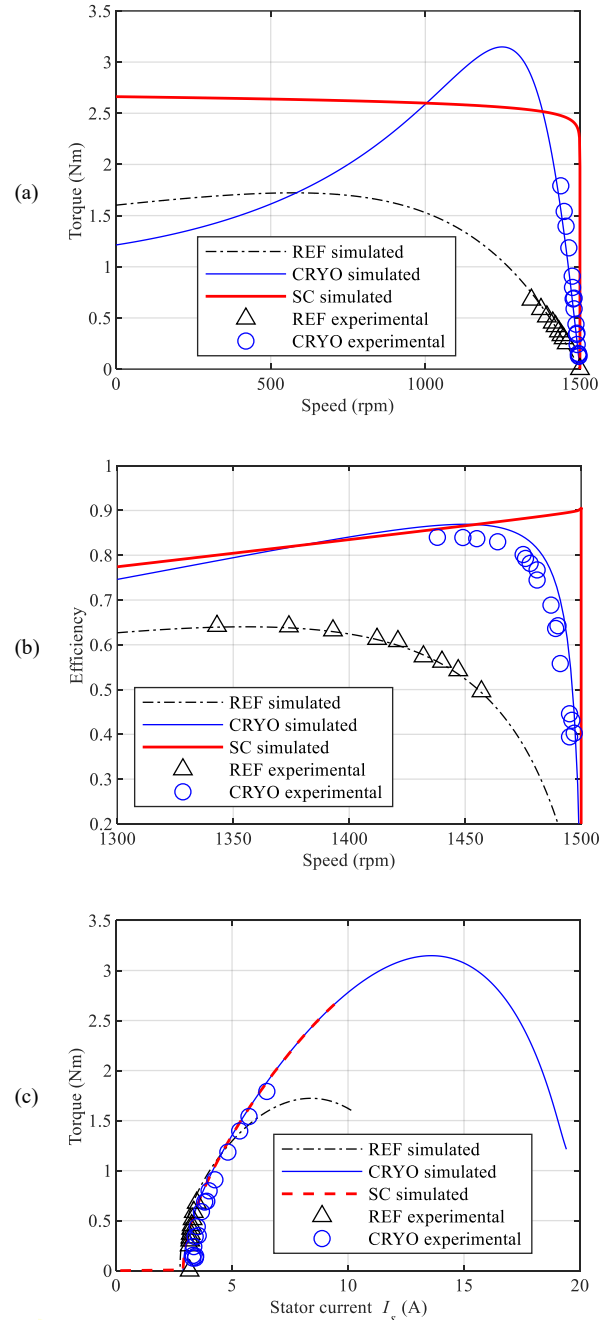 3.5
3
2.5
2
1.5
1
0.5
0
Torque (Nm)
(a)
REF simulated
CRYO simulated
SC simulated
REF experimental
CRYO experimental
0 500 1000 1500
Speed (rpm)
1
0.9
0.8
0.7
0.6
0.5
0.4
0.3
0.2
Efficiency
(b)
REF simulated
CRYO simulated
SC simulated
REF experimental
CRYO experimental
1300 1350 1400 1450 1500
Speed (rpm)
3.5
3
2.5
2
1.5
1
0.5
0
Torque (Nm)
(c)
REF simulated
CRYO simulated
SC simulated
REF experimental
CRYO experimental
0 5 10 15 20
Stator current I_s (A)